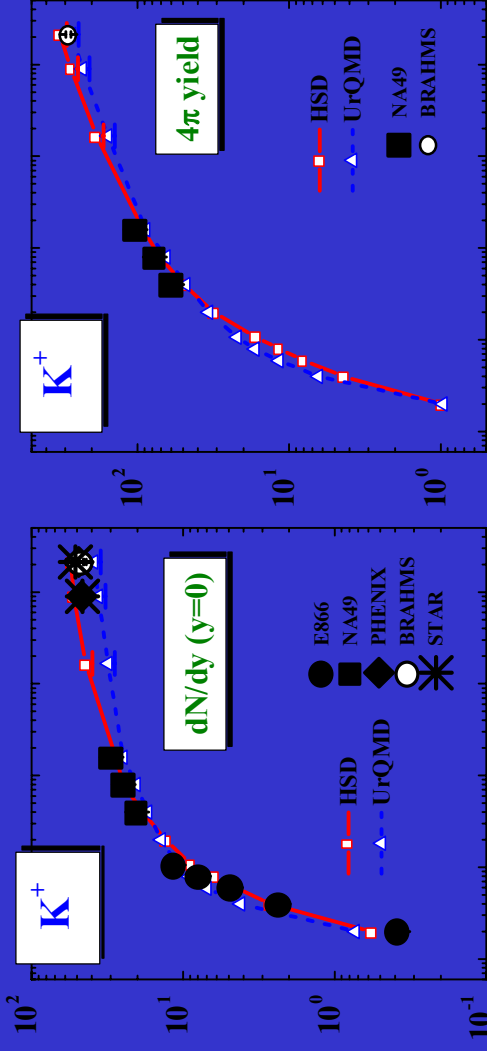 K+
dN/dy (y=0)
HSD
UrQMD
E866
NA49
PHENIX
BRAHMS
STAR
10^2
10^1
10^0
10^-1
K+
4π yield
HSD
UrQMD
NA49
BRAHMS
10^2
10^1
10^0